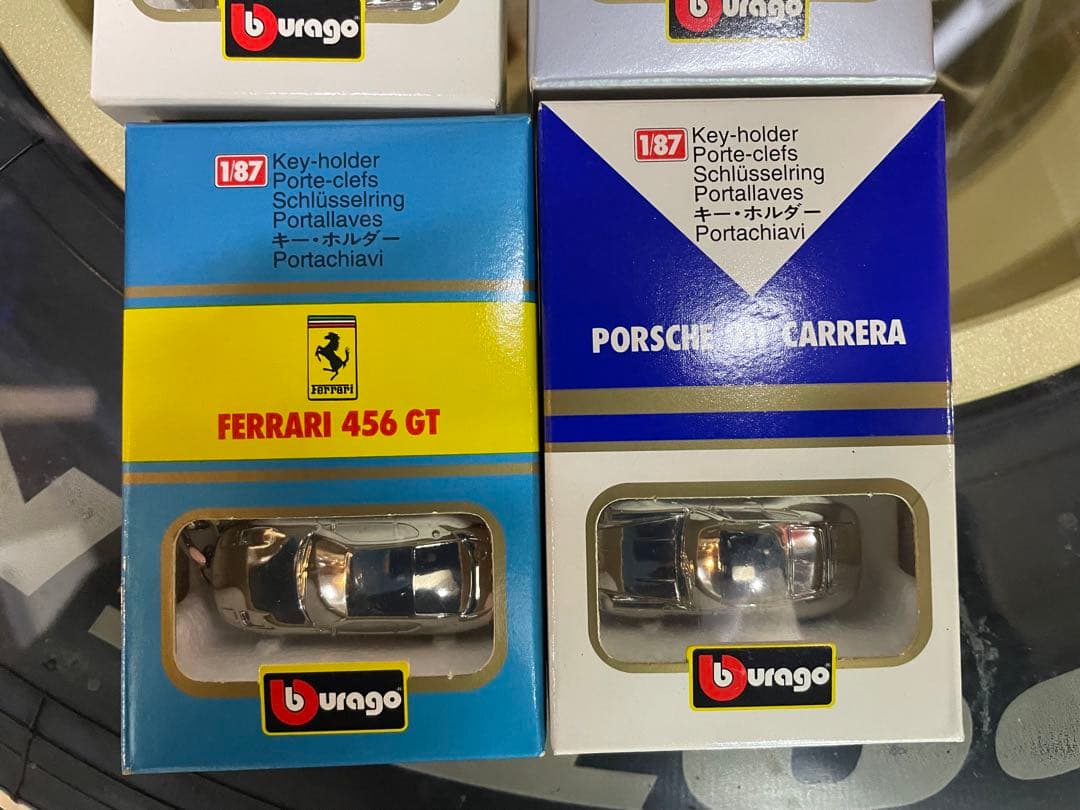 burago
burago
1/87
Key-holder
Porte-clefs
Schlüsselring
Portallaves
キー・ホルダー
Portachiavi
Ferrari
FERRARI 456 GT
burago
1/87
Key-holder
Porte-clefs
Schlüsselring
Portallaves
キー・ホルダー
Portachiavi
PORSCHE 911 CARRERA
burago